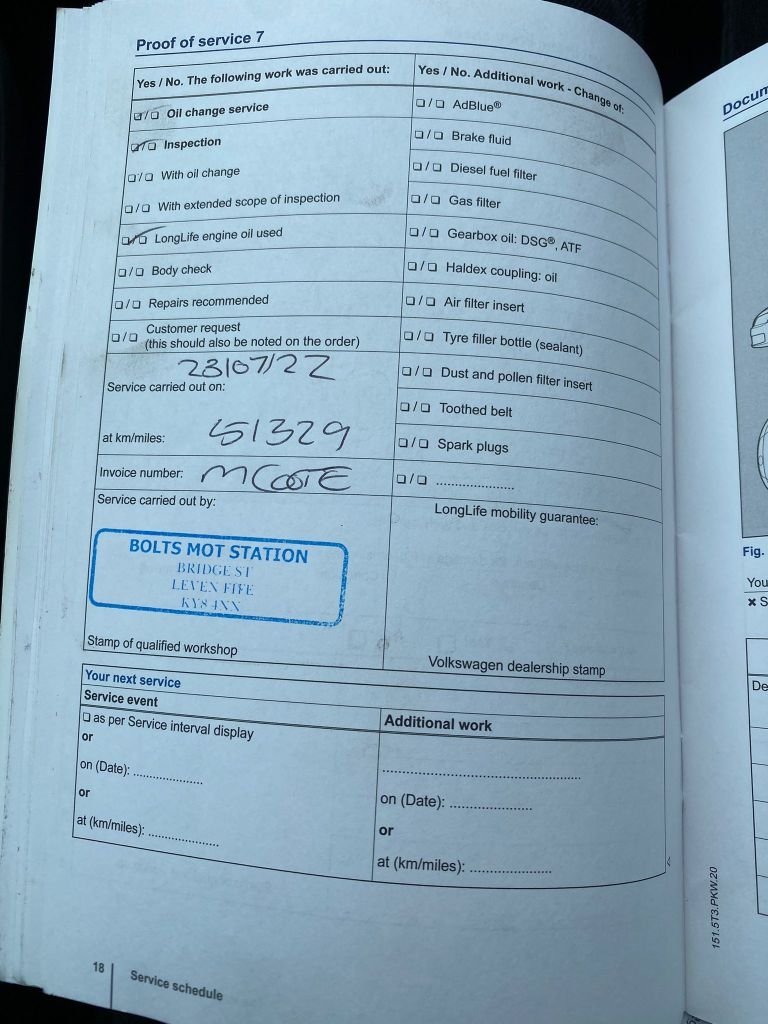 Proof of service 7
Yes / No. The following work was carried out:
☑/☐ Oil change service
☑/☐ Inspection
☐/☐ With oil change
☐/☐ With extended scope of inspection
☑/☐ LongLife engine oil used
☐/☐ Body check
☐/☐ Repairs recommended
☐/☐ Customer request
(this should also be noted on the order)
23/07/22
Service carried out on:
at km/miles: 51329
Invoice number:
Service carried out by:
BOLTS MOT STATION
BRIDGE ST
LEVEN FIFE
KY8 4NX
Stamp of qualified workshop
Yes / No. Additional work - Change of:
☐/☐ AdBlue®
☐/☐ Brake fluid
☐/☐ Diesel fuel filter
☐/☐ Gas filter
☐/☐ Gearbox oil: DSG®, ATF
☐/☐ Haldex coupling: oil
☐/☐ Air filter insert
☐/☐ Tyre filler bottle (sealant)
☐/☐ Dust and pollen filter insert
☐/☐ Toothed belt
☐/☐ Spark plugs
☐/☐ ......................
LongLife mobility guarantee:
Volkswagen dealership stamp
Your next service
Service event
☐ as per Service interval display
or
on (Date): ...................
or
at (km/miles): ...................
Additional work
......................................................
on (Date): ......................
or
at (km/miles): ......................
18
Service schedule
Docum
Fig.
You
✖ S
De
151.5T3.PKW.20